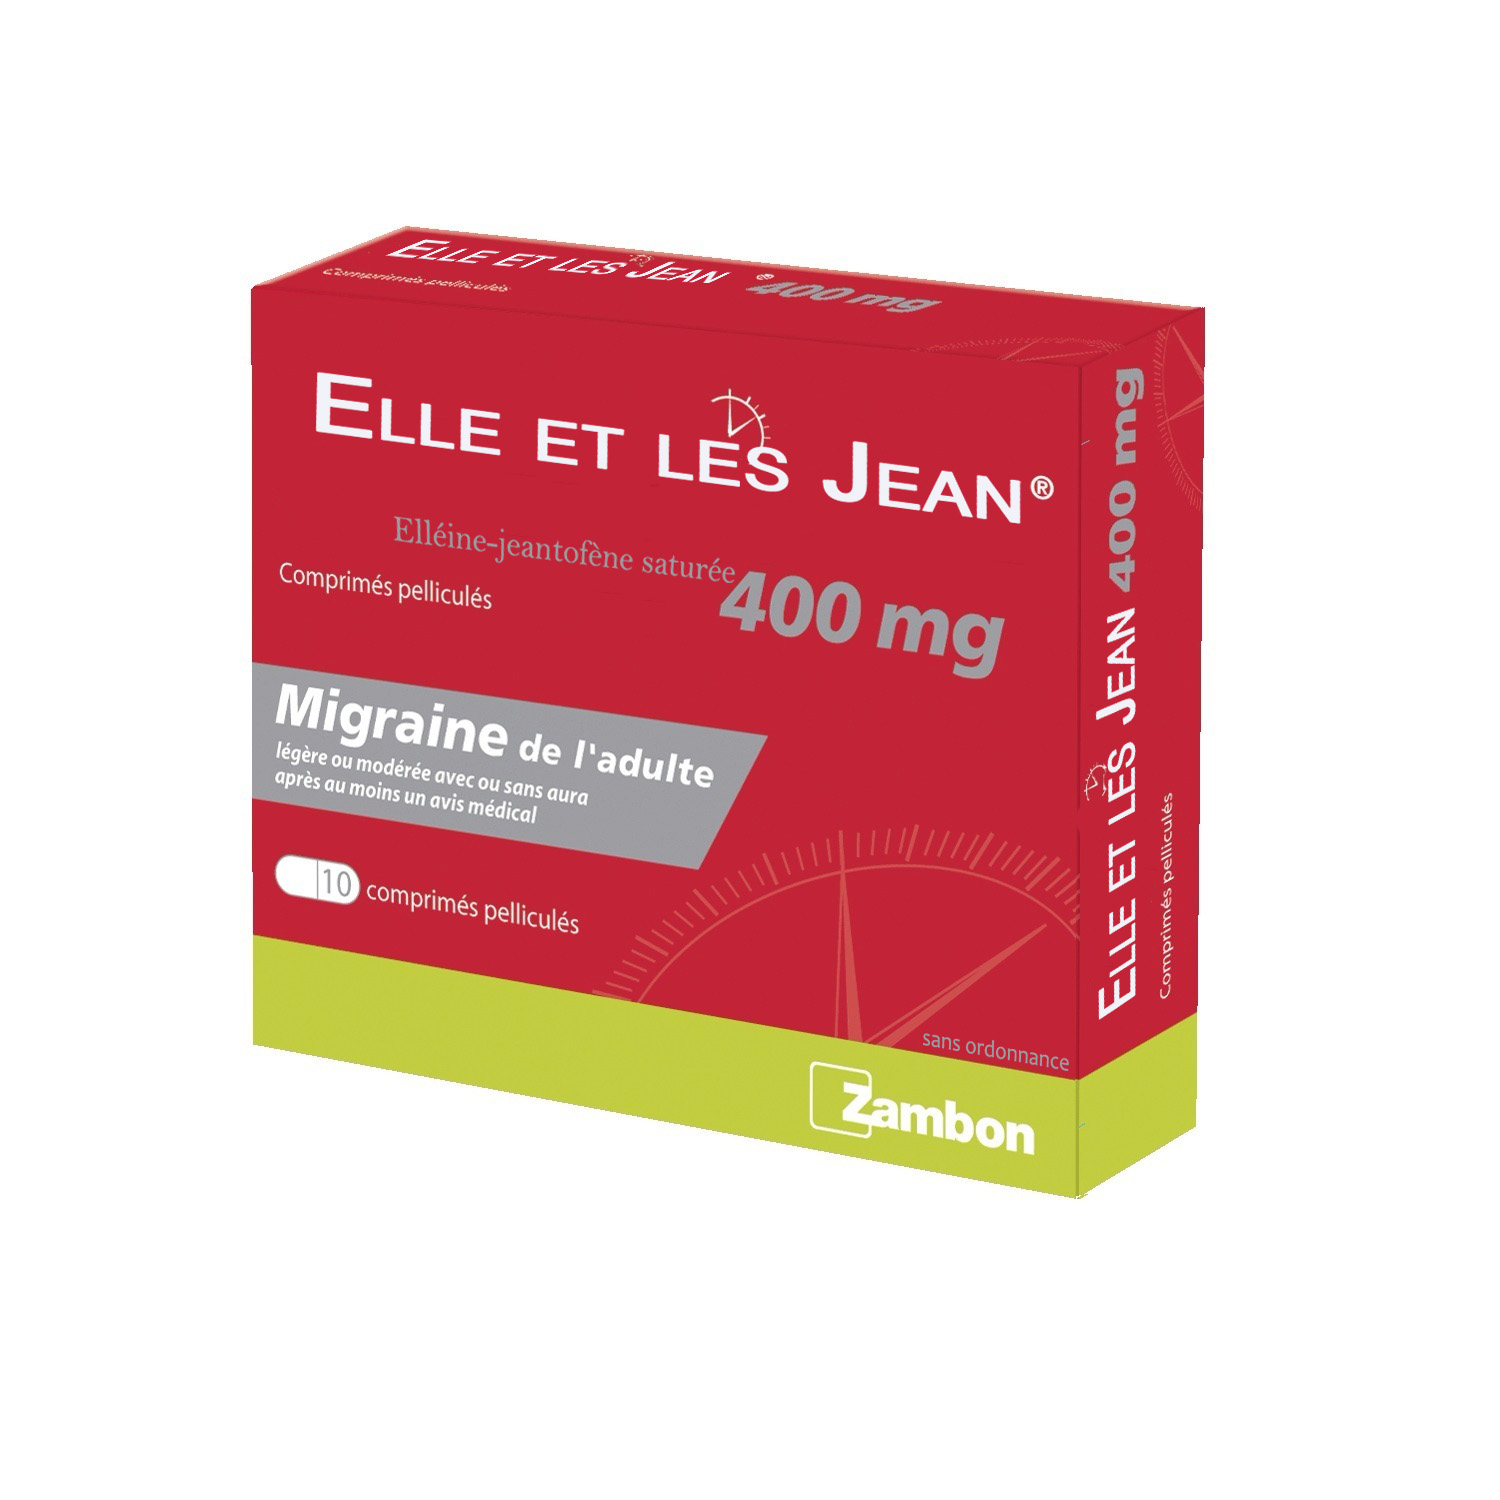 ELLE ET LES JEAN ® 400 mg
Comprimés pelliculés
ELLE ET LES JEAN®
Elléine-jeantofène saturée
400 mg
Comprimés pelliculés
Migraine de l'adulte
légère ou modérée avec ou sans aura
après au moins un avis médical
10 comprimés pelliculés
sans ordonnance
Zambon
ELLE ET LES JEAN 400 mg
Comprimés pelliculés